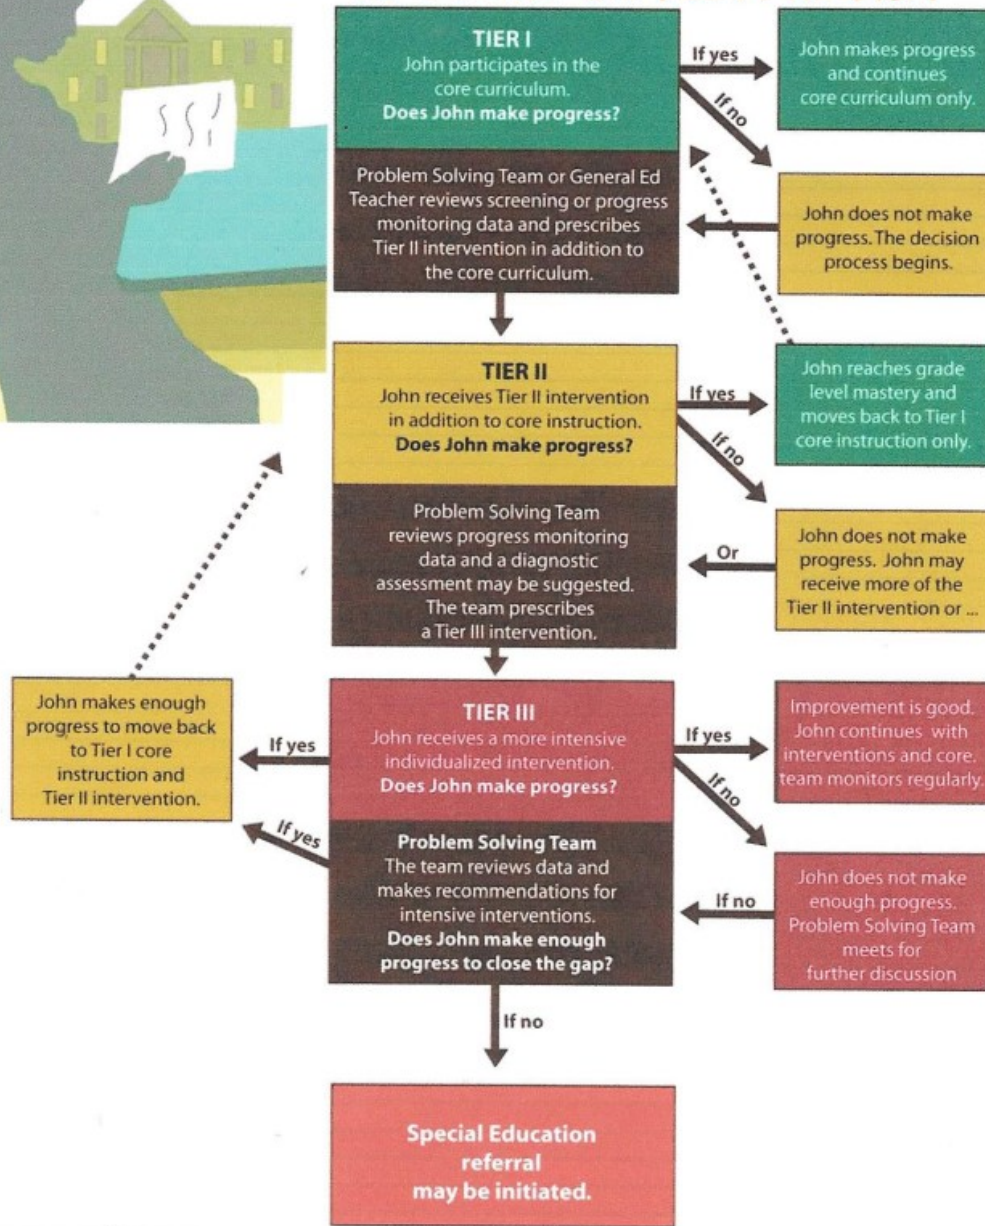 TIER I
John participates in the
core curriculum.
Does John make progress?
If yes
John makes progress
and continues
core curriculum only.
If no
Problem Solving Team or General Ed
Teacher reviews screening or progress
monitoring data and prescribes
Tier II intervention in addition to
the core curriculum.
John does not make
progress. The decision
process begins.
TIER II
John receives Tier II intervention
in addition to core instruction.
Does John make progress?
If yes
John reaches grade
level mastery and
moves back to Tier I
core instruction only.
If no
Problem Solving Team
reviews progress monitoring
data and a diagnostic
assessment may be suggested.
The team prescribes
a Tier III intervention.
Or
John does not make
progress. John may
receive more of the
Tier II intervention or ...
John makes enough
progress to move back
to Tier I core
instruction and
Tier II intervention.
If yes
TIER III
John receives a more intensive
individualized intervention.
Does John make progress?
If yes
Improvement is good.
John continues with
interventions and core.
team monitors regularly.
If no
If yes
Problem Solving Team
The team reviews data and
makes recommendations for
intensive interventions.
Does John make enough
progress to close the gap?
If no
John does not make
enough progress.
Problem Solving Team
meets for
further discussion
If no
Special Education
referral
may be initiated.